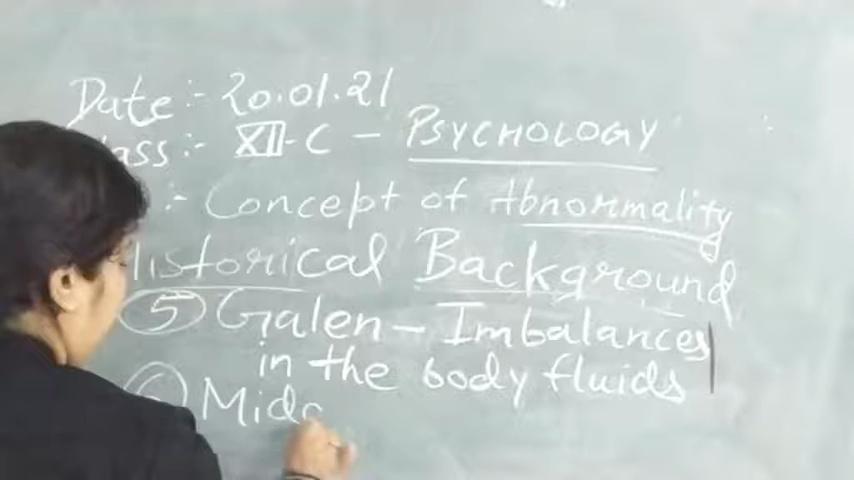 Date :- 20.01.21
ass :- XII-C - PSYCHOLOGY
:- Concept of Abnormality
Historical Background
(5) Galen - Imbalances
in the body fluids
(6) Midd